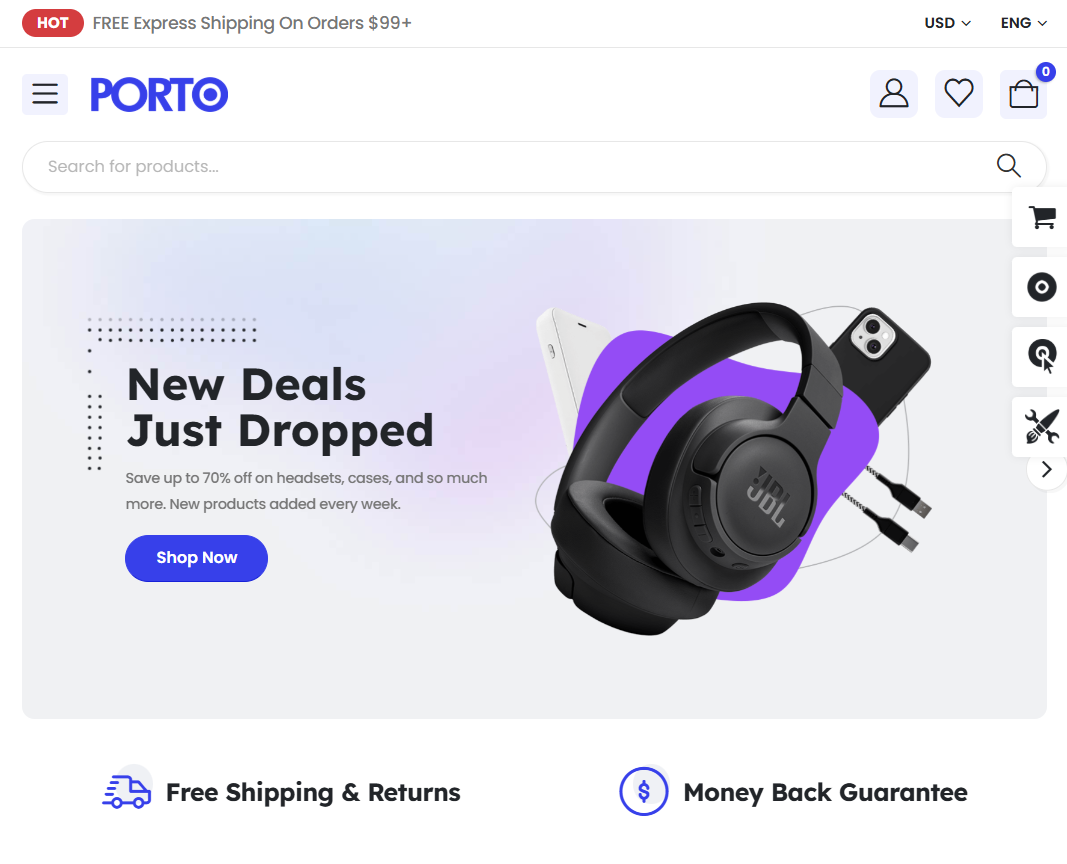 HOT FREE Express Shipping On Orders $99+ USD ENG
PORTO 0
Search for products...
New Deals
Just Dropped
Save up to 70% off on headsets, cases, and so much
more. New products added every week.
Shop Now
JDL
Free Shipping & Returns
$ Money Back Guarantee